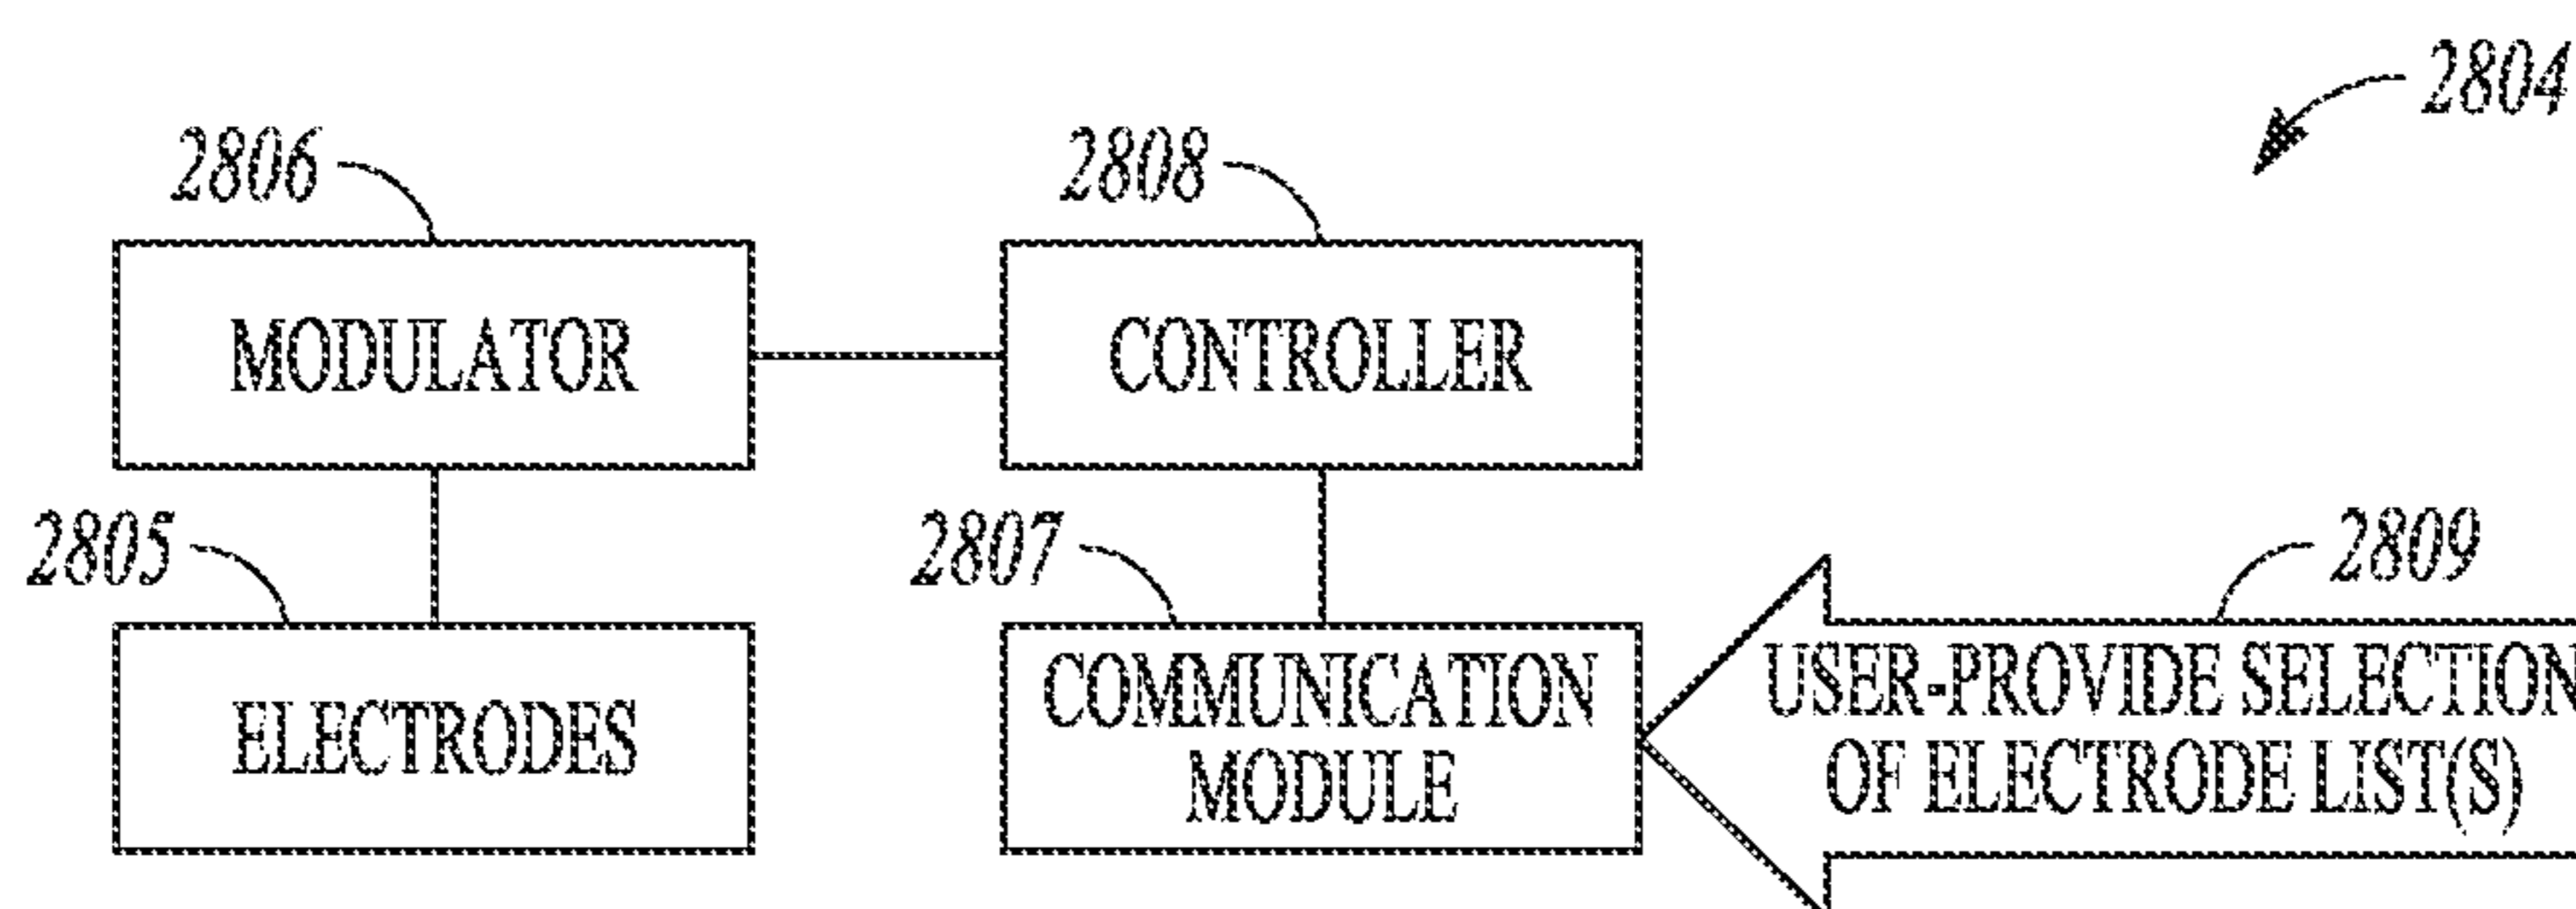 2804
2806
2808
MODULATOR
CONTROLLER
2805
2807
2809
ELECTRODES
COMMUNICATION
MODULE
USER-PROVIDE SELECTION
OF ELECTRODE LIST(S)